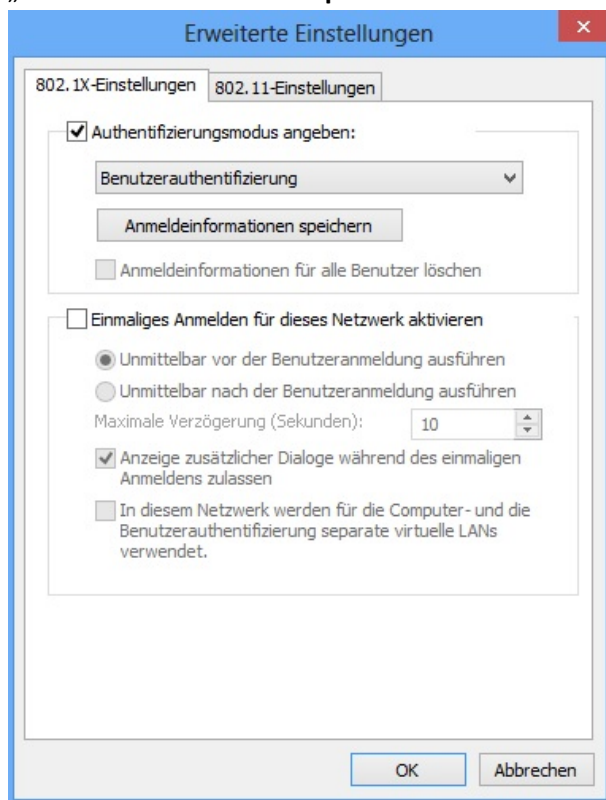 Erweiterte Einstellungen
802.1X-Einstellungen
802.11-Einstellungen
Authentifizierungsmodus angeben:
Benutzerauthentifizierung
Anmeldeinformationen speichern
Anmeldeinformationen für alle Benutzer löschen
Einmaliges Anmelden für dieses Netzwerk aktivieren
Unmittelbar vor der Benutzeranmeldung ausführen
Unmittelbar nach der Benutzeranmeldung ausführen
Maximale Verzögerung (Sekunden):
10
Anzeige zusätzlicher Dialoge während des einmaligen
Anmeldens zulassen
In diesem Netzwerk werden für die Computer- und die
Benutzerauthentifizierung separate virtuelle LANs
verwendet.
OK
Abbrechen